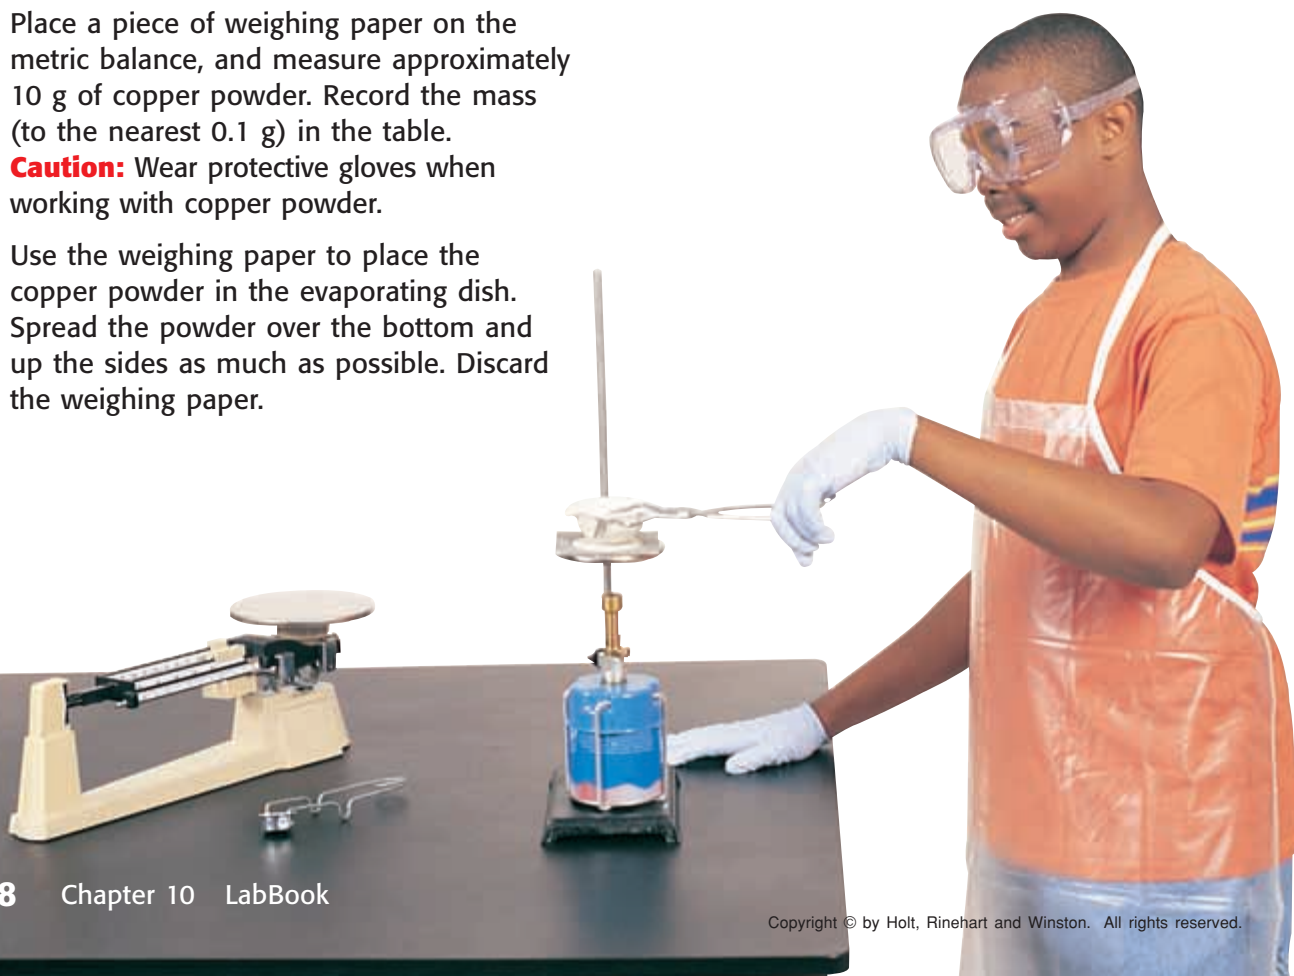 Place a piece of weighing paper on the
metric balance, and measure approximately
10 g of copper powder. Record the mass
(to the nearest 0.1 g) in the table.
Caution: Wear protective gloves when
working with copper powder.
Use the weighing paper to place the
copper powder in the evaporating dish.
Spread the powder over the bottom and
up the sides as much as possible. Discard
the weighing paper.
8 Chapter 10 LabBook
Copyright © by Holt, Rinehart and Winston. All rights reserved.